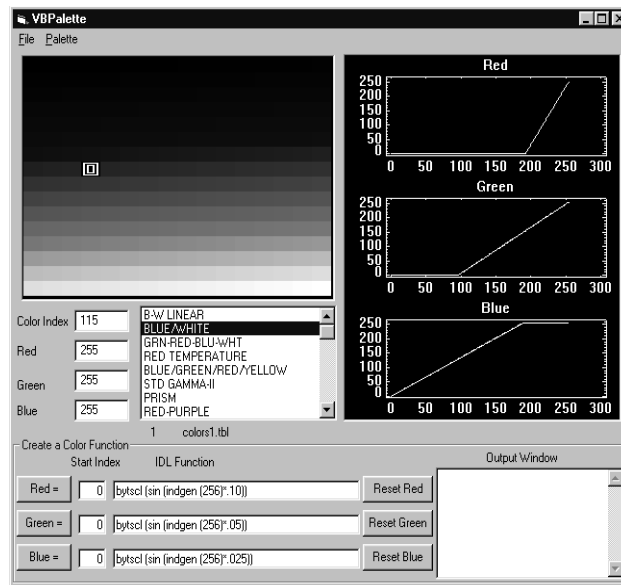 VBPalette
File Palette
Red
250
200
150
100
50
0
0 50 100 150 200 250 300
Green
250
200
150
100
50
0
0 50 100 150 200 250 300
Blue
250
200
150
100
50
0
0 50 100 150 200 250 300
Color Index 115
Red 255
Green 255
Blue 255
B-W LINEAR
BLUE/WHITE
GRN-RED-BLU-WHT
RED TEMPERATURE
BLUE/GREEN/RED/YELLOW
STD GAMMA-II
PRISM
RED-PURPLE
1 colors1.tbl
Create a Color Function
Start Index IDL Function Output Window
Red = 0 bytscl (sin (indgen (256)*.10)) Reset Red
Green = 0 bytscl (sin (indgen (256)*.05)) Reset Green
Blue = 0 bytscl (sin (indgen (256)*.025)) Reset Blue